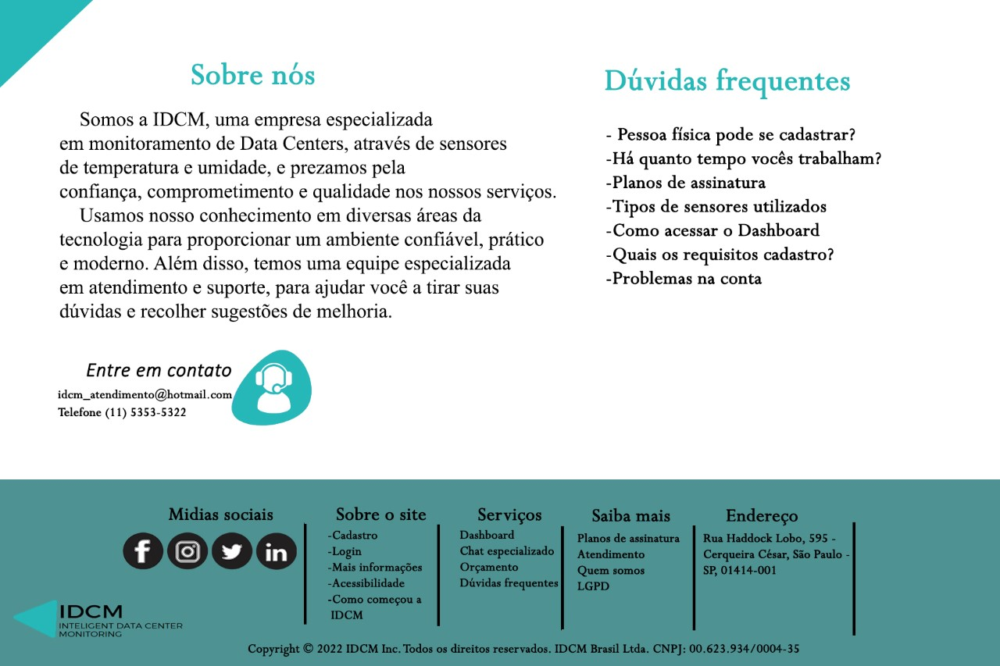 Sobre nós
Somos a IDCM, uma empresa especializada
em monitoramento de Data Centers, através de sensores
de temperatura e umidade, e prezamos pela
confiança, comprometimento e qualidade nos nossos serviços.
Usamos nosso conhecimento em diversas áreas da
tecnologia para proporcionar um ambiente confiável, prático
e moderno. Além disso, temos uma equipe especializada
em atendimento e suporte, para ajudar você a tirar suas
dúvidas e recolher sugestões de melhoria.
Entre em contato
idcm_atendimento@hotmail.com
Telefone (11) 5353-5322
Dúvidas frequentes
- Pessoa física pode se cadastrar?
-Há quanto tempo vocês trabalham?
-Planos de assinatura
-Tipos de sensores utilizados
-Como acessar o Dashboard
-Quais os requisitos cadastro?
-Problemas na conta
Midias sociais
Sobre o site
-Cadastro
-Login
-Mais informações
-Acessibilidade
-Como começou a
IDCM
Serviços
Dashboard
Chat especializado
Orçamento
Dúvidas frequentes
Saiba mais
Planos de assinatura
Atendimento
Quem somos
LGPD
Endereço
Rua Haddock Lobo, 595 -
Cerqueira César, São Paulo -
SP, 01414-001
IDCM
INTELIGENT DATA CENTER
MONITORING
Copyright © 2022 IDCM Inc. Todos os direitos reservados. IDCM Brasil Ltda. CNPJ: 00.623.934/0004-35